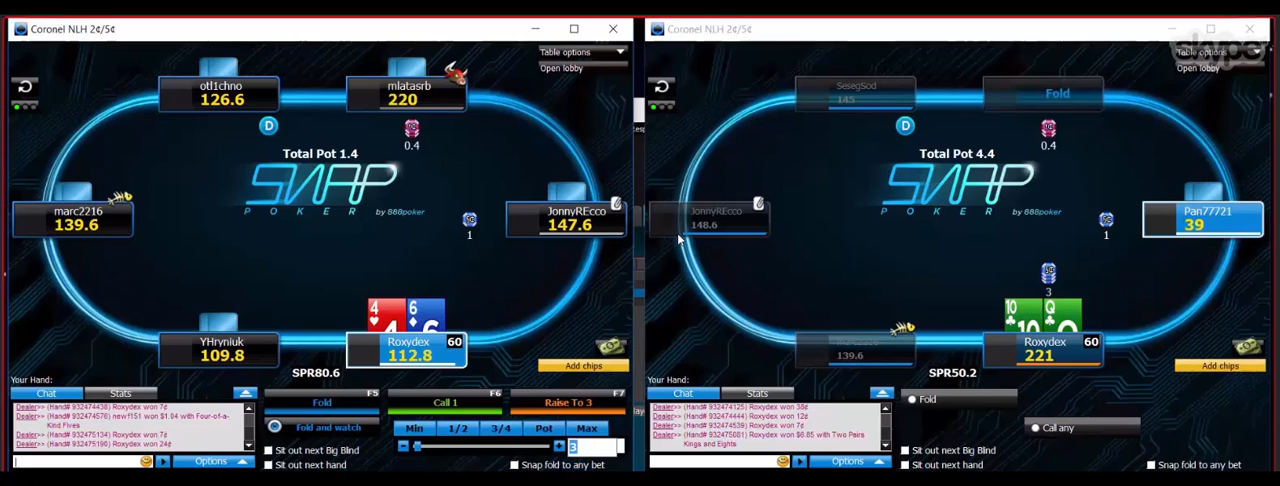 Coronel NLH 2¢/5¢
Table options
Open lobby
otl1chno
126.6
mlatasrb
220
D
0.4
Total Pot 1.4
SNAP
POKER by 888poker
marc2216
139.6
JonnyREcco
147.6
1
4 6
4 6
YHryniuk
109.8
Roxydex 60
112.8
SPR80.6
Add chips
Your Hand:
Chat Stats
Dealer>> (Hand# 932474438) Roxydex won 7¢
Dealer>> (Hand# 932474576) new1151 won $1.04 with Four-of-a-
Kind Fives
Dealer>> (Hand# 932475134) Roxydex won 7¢
Dealer>> (Hand# 932475190) Roxydex won 24¢
Options
F5
Fold
F6
Call 1
F7
Raise To 3
Fold and watch
Min 1/2 3/4 Pot Max
3
Sit out next Big Blind
Sit out next hand
Snap fold to any bet
Coronel NLH 2¢/5¢
skype
Table options
Open lobby
SesegSod
145
Fold
D
0.4
Total Pot 4.4
SNAP
POKER by 888poker
JonnyREcco
148.6
Pan77721
39
1
3
10 Q
10 Q
139.6
Roxydex 60
221
SPR50.2
Add chips
Your Hand:
Chat Stats
Dealer>> (Hand# 932474125) Roxydex won 38¢
Dealer>> (Hand# 932474444) Roxydex won 12¢
Dealer>> (Hand# 932474539) Roxydex won 7¢
Dealer>> (Hand# 932475081) Roxydex won $6.85 with Two Pairs
Kings and Eights
Options
Fold
Call any
Sit out next Big Blind
Sit out next hand
Snap fold to any bet